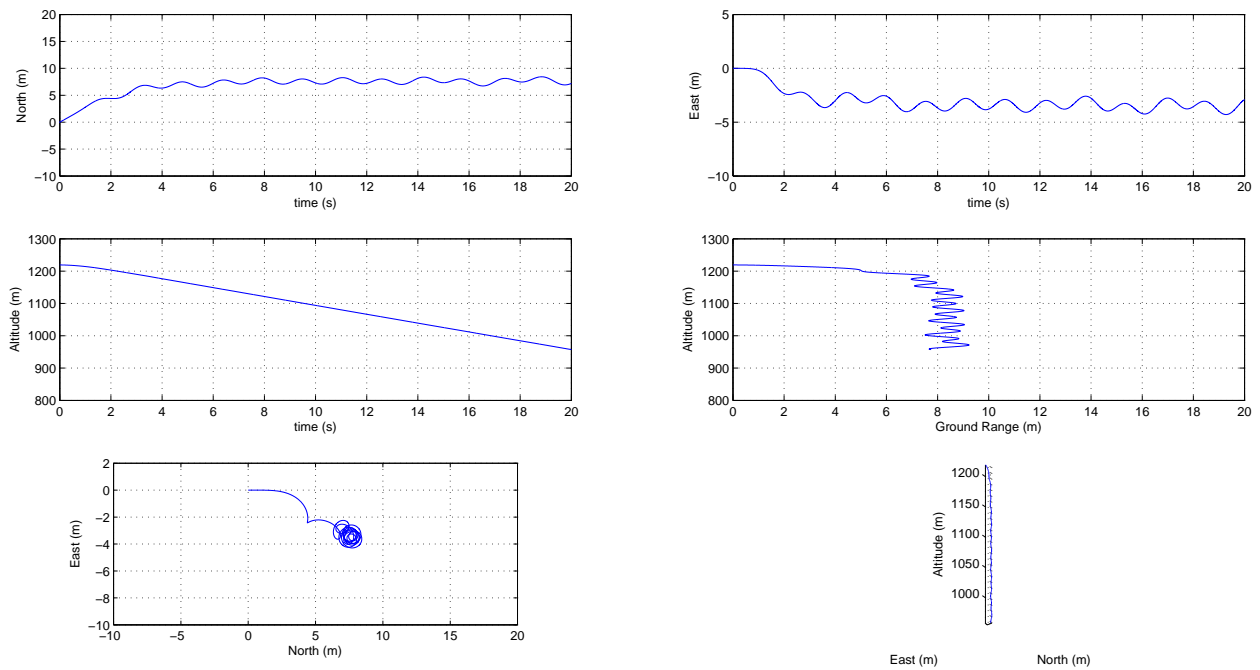 20
15
10
5
0
−5
−10
North (m)
0 2 4 6 8 10 12 14 16 18 20
time (s)
5
0
−5
−10
East (m)
0 2 4 6 8 10 12 14 16 18 20
time (s)
1300
1200
1100
1000
900
800
Altitude (m)
0 2 4 6 8 10 12 14 16 18 20
time (s)
1300
1200
1100
1000
900
800
Altitude (m)
0 2 4 6 8 10 12 14 16 18 20
Ground Range (m)
2
0
−2
−4
−6
−8
−10
East (m)
−10 −5 0 5 10 15 20
North (m)
1200
1150
1100
1050
1000
Altitude (m)
East (m)
North (m)